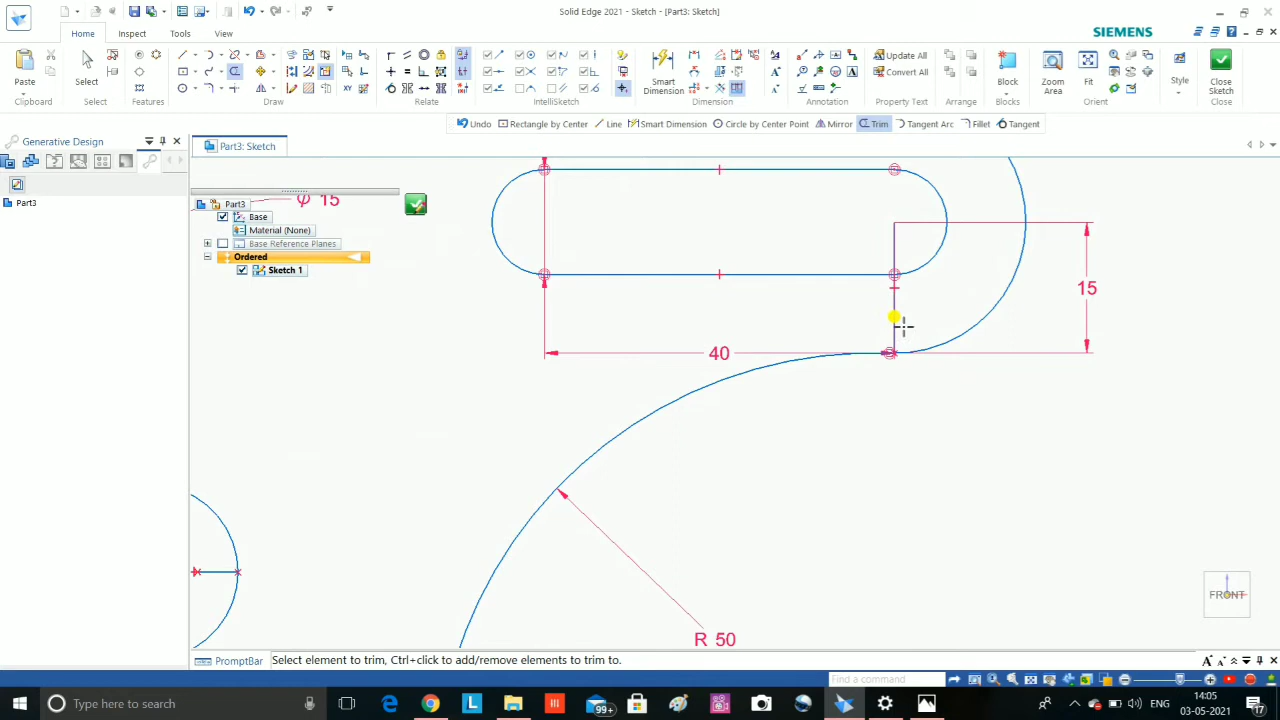 Solid Edge 2021 - Sketch - [Part3: Sketch]
Home Inspect Tools View
SIEMENS
Paste
Select
Smart Dimension
Update All
Convert All
Block
Zoom Area
Fit
Style
Close Sketch
Clipboard Select Features Draw Relate IntelliSketch Dimension Annotation Property Text Arrange Blocks Orient Close
Undo Rectangle by Center Line Smart Dimension Circle by Center Point Mirror Trim Tangent Arc Fillet Tangent
Generative Design
Part3: Sketch
Part3
Part3
Base
Material (None)
Base Reference Planes
Ordered
Sketch 1
φ 15
15
40
R 50
FRONT
PromptBar
Select element to trim, Ctrl+click to add/remove elements to trim to.
Find a command
Type here to search
99+
ENG
14:05
03-05-2021
17